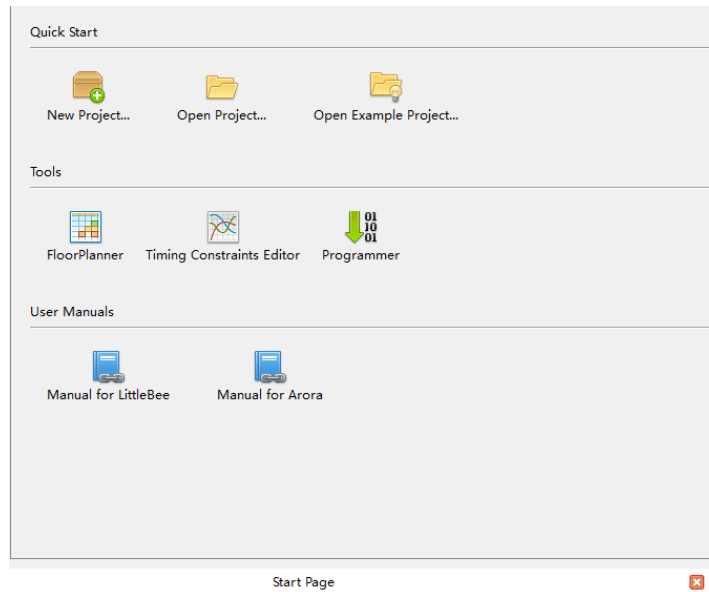 Quick Start
New Project... Open Project... Open Example Project...
Tools
FloorPlanner Timing Constraints Editor Programmer
01
10
01
User Manuals
Manual for LittleBee Manual for Arora
Start Page